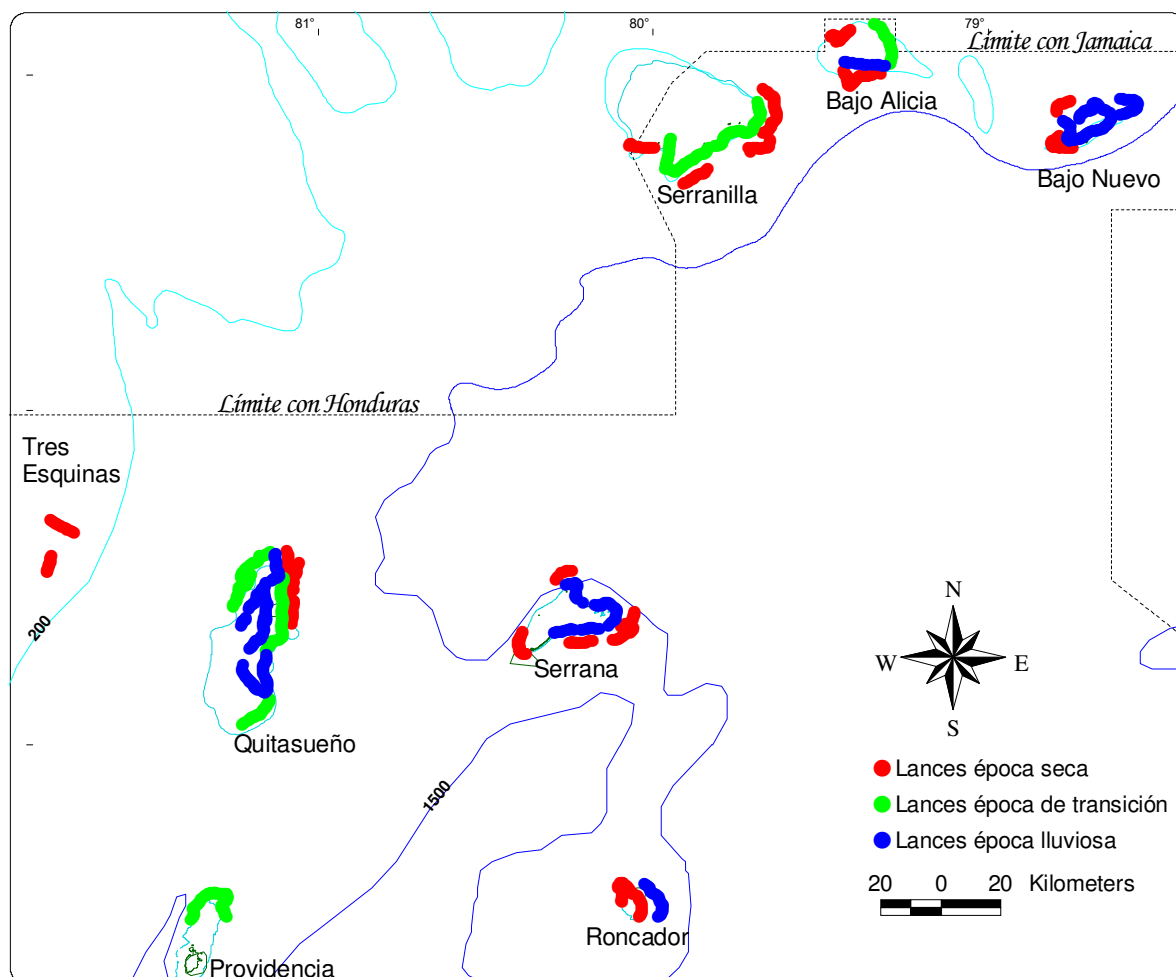 81°
80°
79°
Límite con Jamaica
Bajo Alicia
Serranilla
Bajo Nuevo
Límite con Honduras
Tres
Esquinas
200
Serrana
Quitasueño
1500
Roncador
Providencia
N
W
E
S
Lances época seca
Lances época de transición
Lances época lluviosa
20 0 20 Kilometers